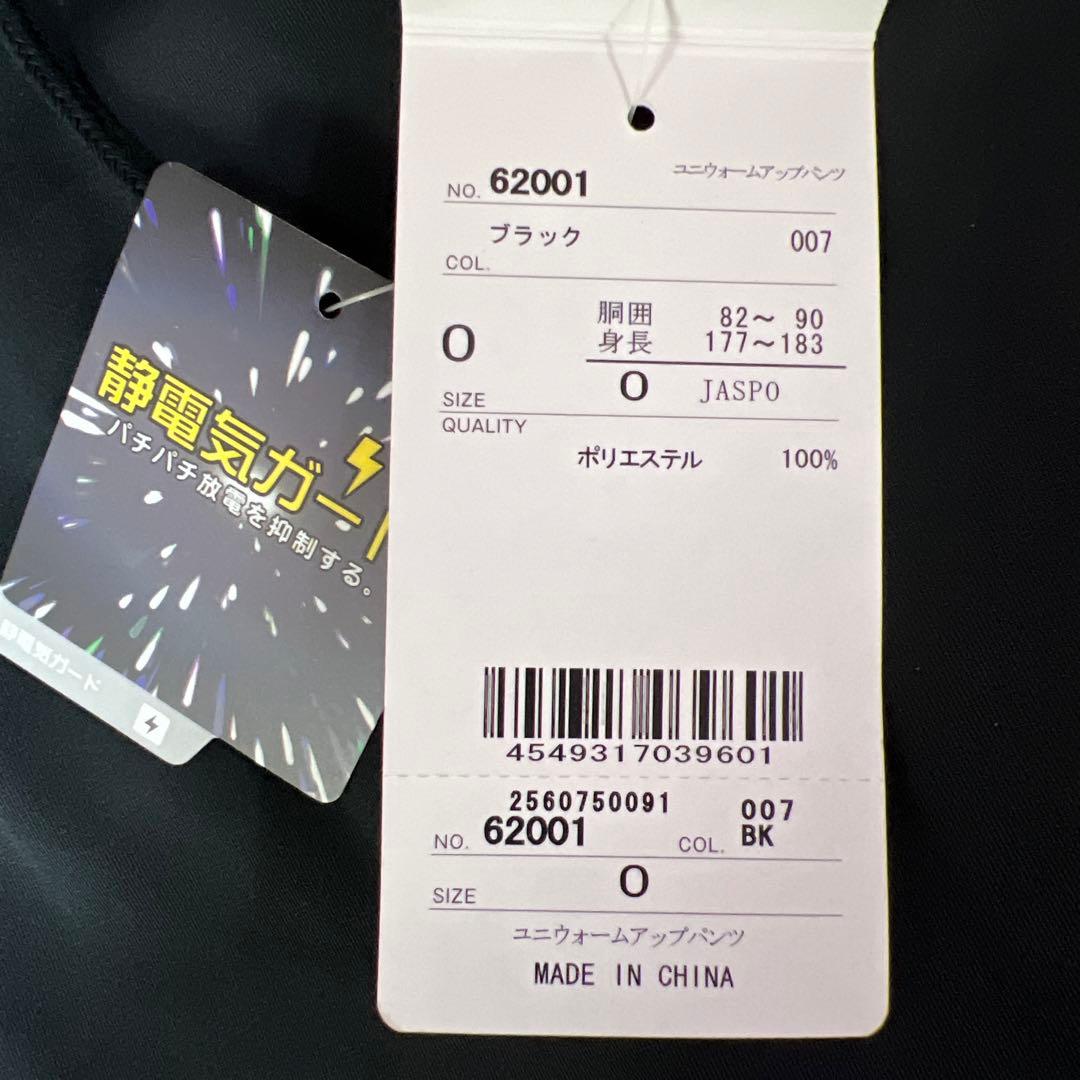 NO. 62001 ユニウォームアップパンツ
ブラック 007
COL.
胴囲 82〜 90
身長 177〜183
O
SIZE
O JASPO
QUALITY
ポリエステル 100%
4549317039601
2560750091 007
NO. 62001 COL. BK
SIZE O
ユニウォームアップパンツ
MADE IN CHINA
静電気ガード
パチパチ放電を抑制する。
静電気ガード